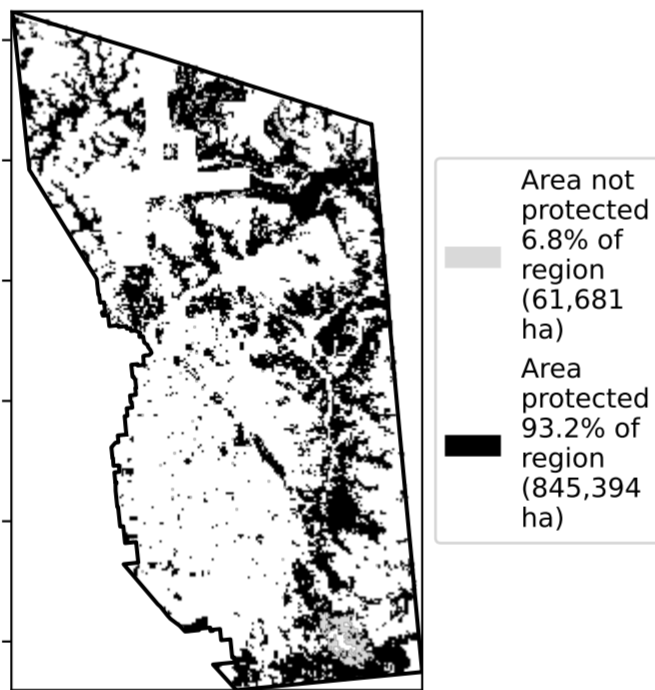 Area not
protected
6.8% of
region
(61,681
ha)
Area
protected
93.2% of
region
(845,394
ha)